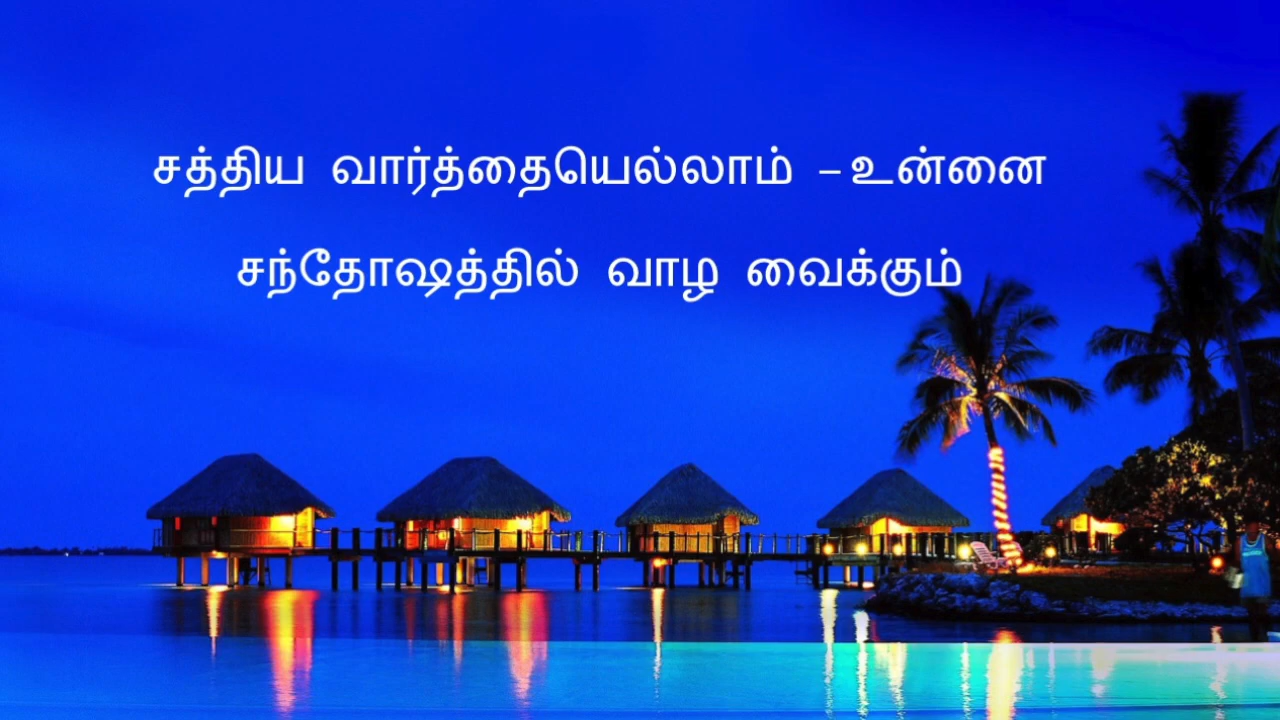 சத்திய வார்த்தையெல்லாம் – உன்னை
சந்தோஷத்தில் வாழ வைக்கும்